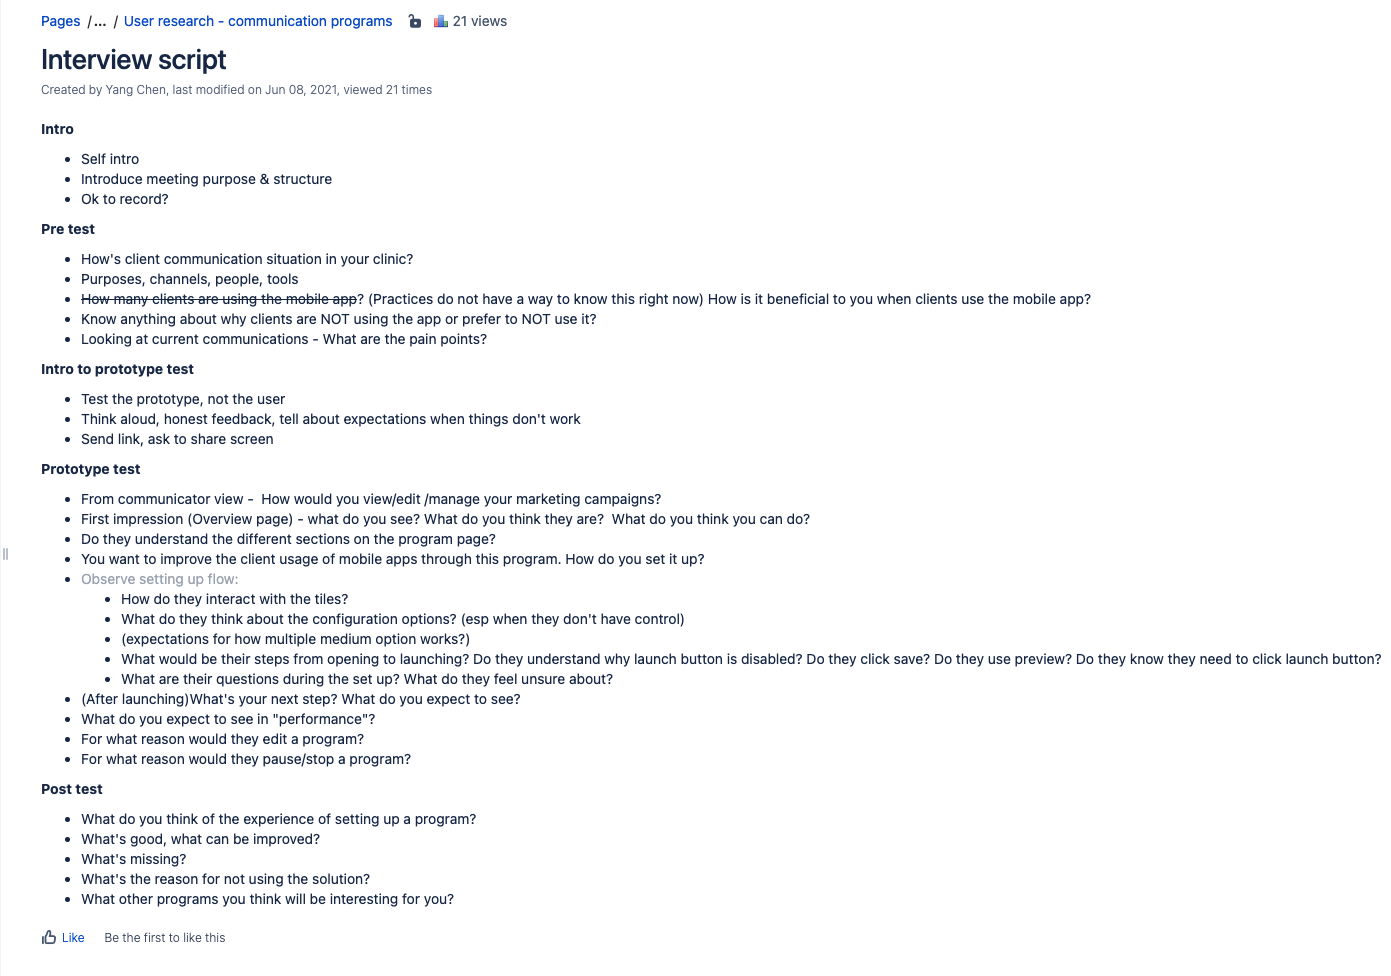 Pages / ... / User research - communication programs 21 views
Interview script
Created by Yang Chen, last modified on Jun 08, 2021, viewed 21 times
Intro
• Self intro
• Introduce meeting purpose & structure
• Ok to record?
Pre test
• How's client communication situation in your clinic?
• Purposes, channels, people, tools
• How many clients are using the mobile app? (Practices do not have a way to know this right now) How is it beneficial to you when clients use the mobile app?
• Know anything about why clients are NOT using the app or prefer to NOT use it?
• Looking at current communications - What are the pain points?
Intro to prototype test
• Test the prototype, not the user
• Think aloud, honest feedback, tell about expectations when things don't work
• Send link, ask to share screen
Prototype test
• From communicator view -  How would you view/edit /manage your marketing campaigns?
• First impression (Overview page) - what do you see? What do you think they are?  What do you think you can do?
• Do they understand the different sections on the program page?
• You want to improve the client usage of mobile apps through this program. How do you set it up?
• Observe setting up flow:
• How do they interact with the tiles?
• What do they think about the configuration options? (esp when they don't have control)
• (expectations for how multiple medium option works?)
• What would be their steps from opening to launching? Do they understand why launch button is disabled? Do they click save? Do they use preview? Do they know they need to click launch button?
• What are their questions during the set up? What do they feel unsure about?
• (After launching)What's your next step? What do you expect to see?
• What do you expect to see in "performance"?
• For what reason would they edit a program?
• For what reason would they pause/stop a program?
Post test
• What do you think of the experience of setting up a program?
• What's good, what can be improved?
• What's missing?
• What's the reason for not using the solution?
• What other programs you think will be interesting for you?
Like Be the first to like this